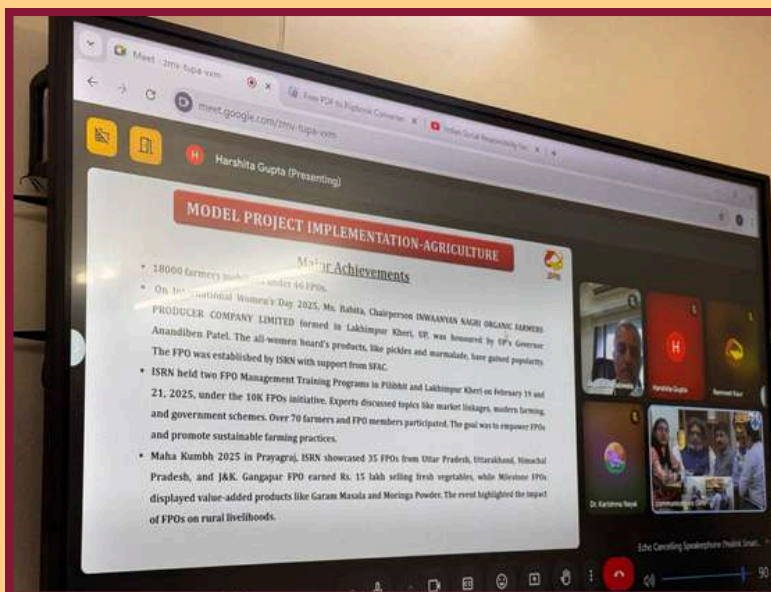 Meet - zmv-tupa-vxm
Free PDF to Flipbook Converter
Indian Social Responsibility Net
meet.google.com/zmv-tupa-vxm
H
Harshita Gupta (Presenting)
MODEL PROJECT IMPLEMENTATION-AGRICULTURE
Major Achievements
• 18000 farmers under 46 FPOs.
• On International Women's Day 2025, Ms. Babita, Chairperson INWAANYAN NAGRI ORGANIC FARMERS
PRODUCER COMPANY LIMITED formed in Lakhimpur Kheri, UP, was honoured by UP's Governor
Anandiben Patel. The all-women board's products, like pickles and marmalade, have gained popularity.
The FPO was established by ISRN with support from SFAC.
• ISRN held two FPO Management Training Programs in Pilibhit and Lakhimpur Kheri on February 19 and
21, 2025, under the 10K FPOs initiative. Experts discussed topics like market linkages, modern farming,
and government schemes. Over 70 farmers and FPO members participated. The goal was to empower FPOs
and promote sustainable farming practices.
• Maha Kumbh 2025 in Prayagraj, ISRN showcased 35 FPOs from Uttar Pradesh, Uttarakhand, Himachal
Pradesh, and J&K. Gangapar FPO earned Rs. 15 lakh selling fresh vegetables, while Milestone FPOs
displayed value-added products like Garam Masala and Moringa Powder. The event highlighted the impact
of FPOs on rural livelihoods.
H
Harshita Gupta
Ramneet Kaur
Dr. Karishma Nayal
Echo Cancelling Speakerphone (Yealink Smat...
90